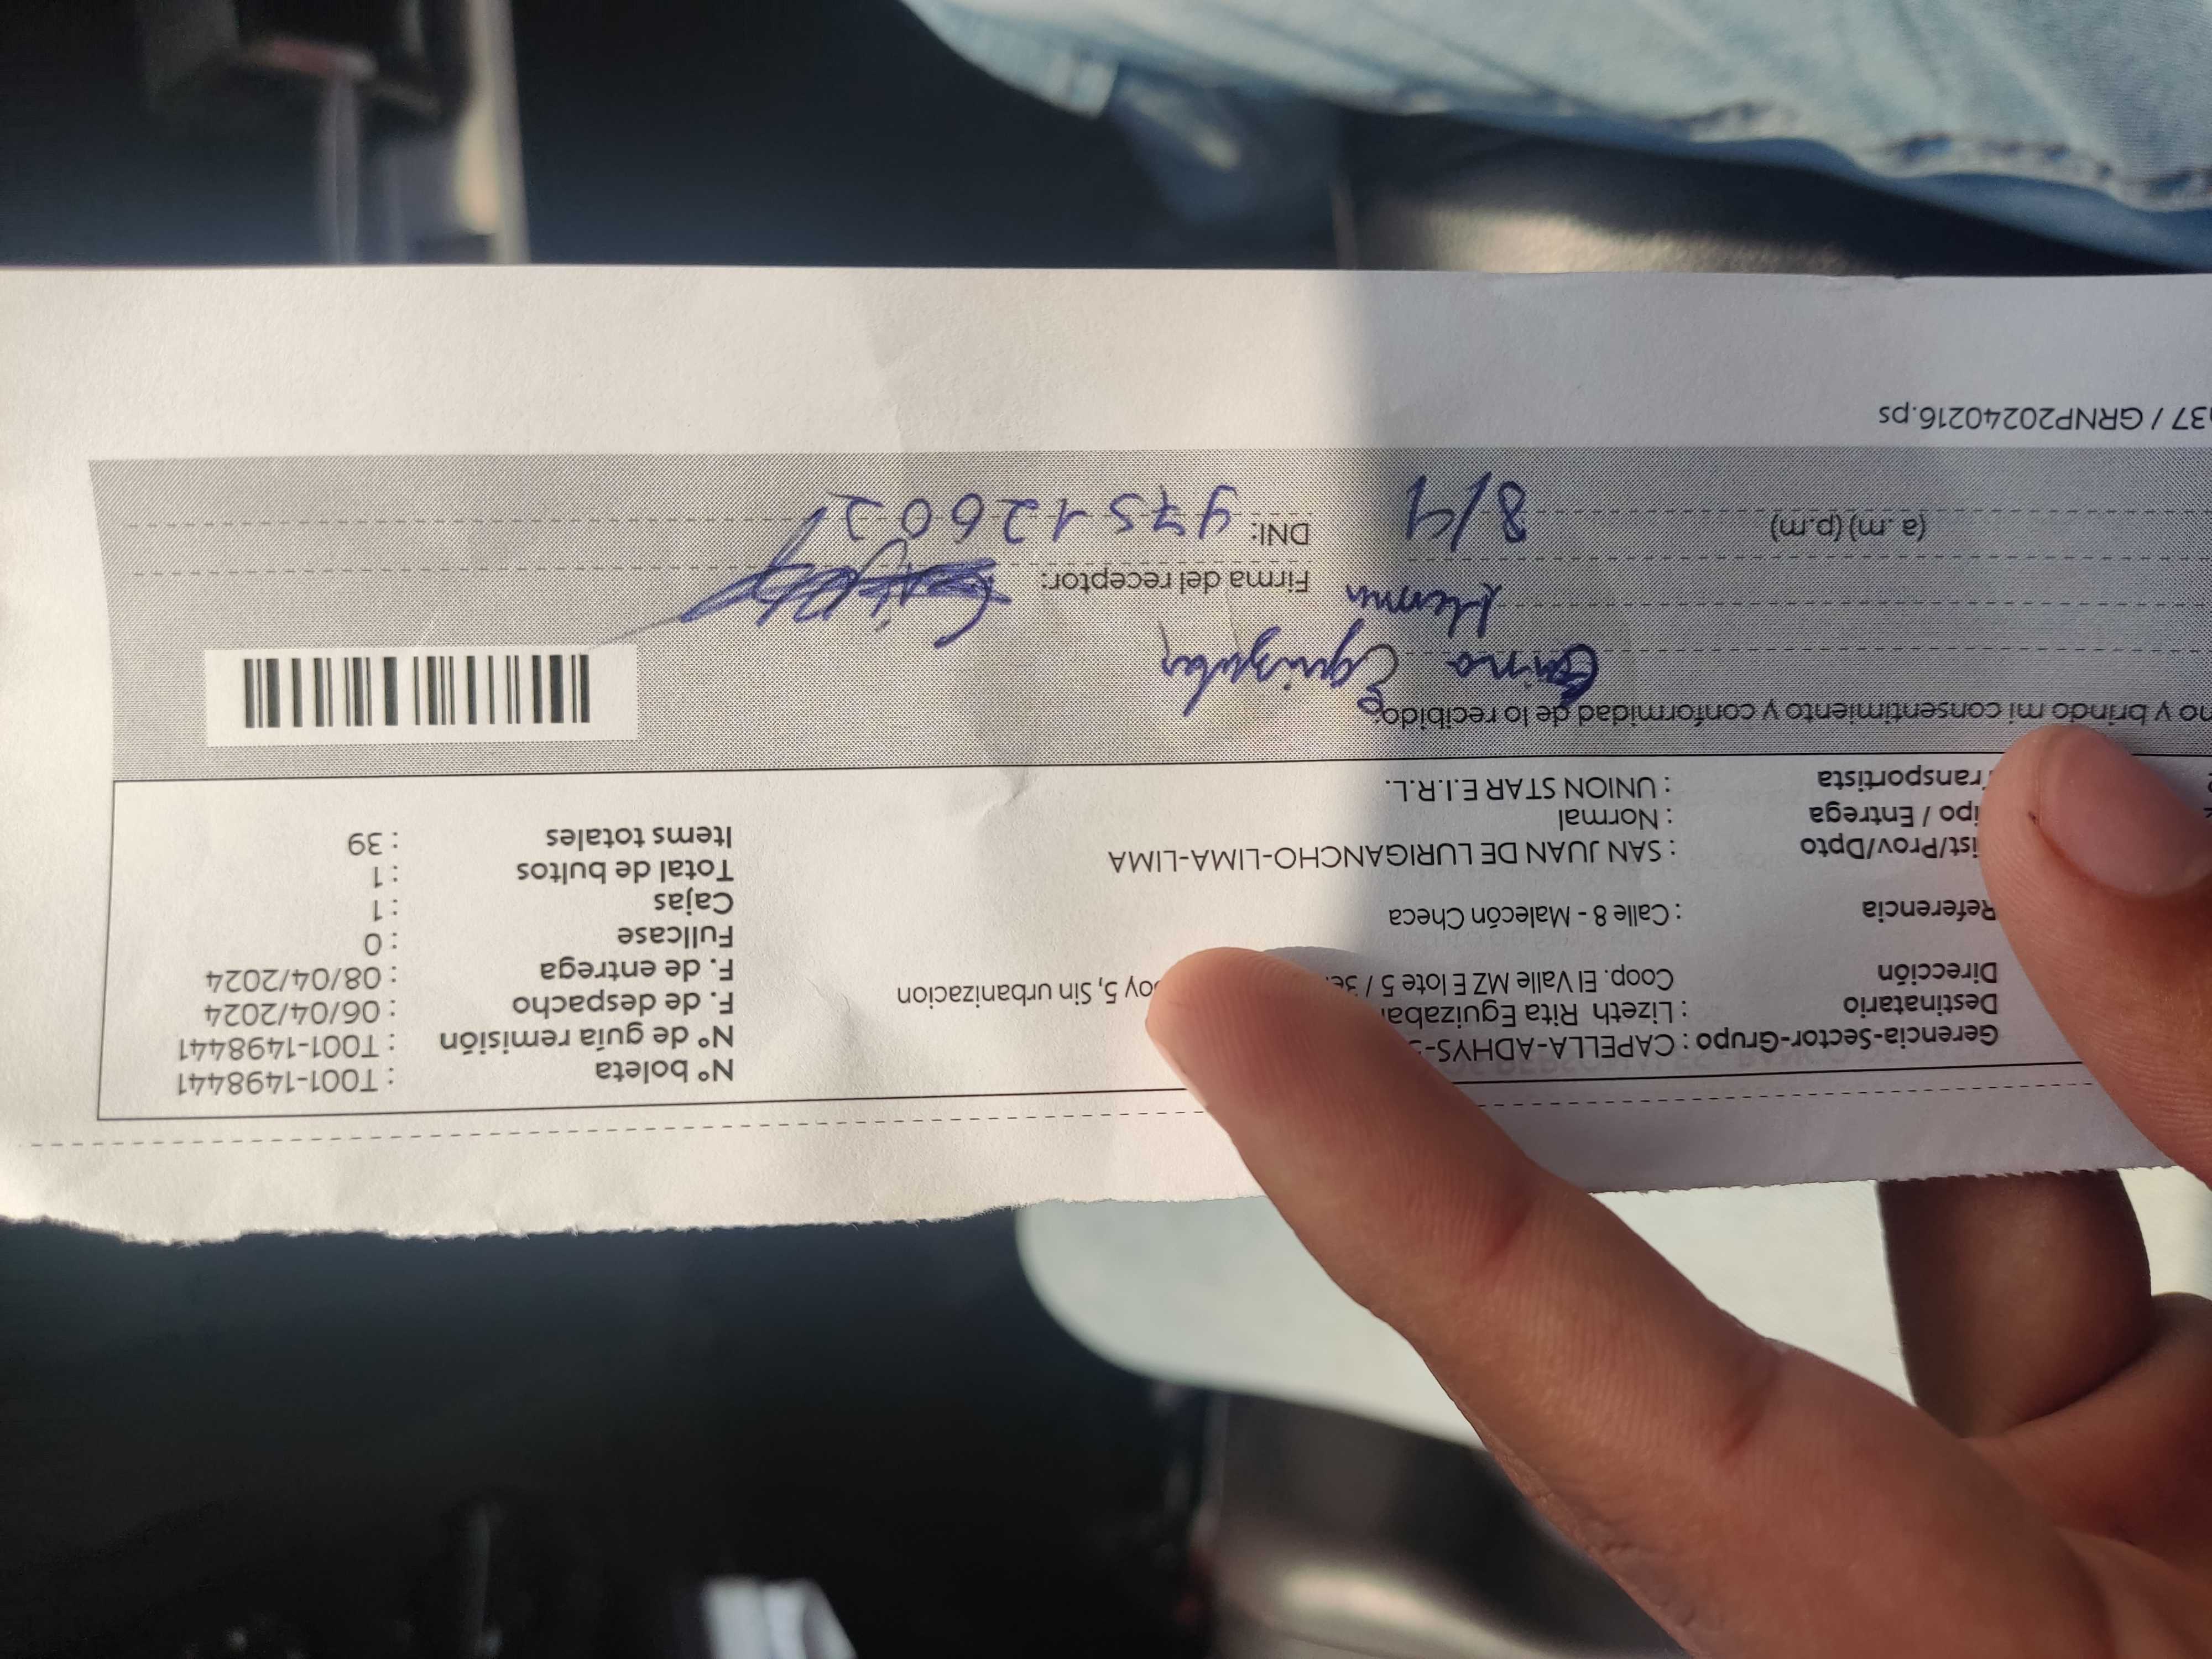 Gerencia-Sector-Grupo : CAPELLA-ADHYS-
Destinatario : Lizeth Rita Eguizaba
Dirección Coop. El Valle MZ E lote 5 / 5, Sin urbanizacion
Referencia : Calle 8 - Malecón Checa
ist/Prov/Dpto : SAN JUAN DE LURIGANCHO-LIMA-LIMA
ipo / Entrega : Normal
Transportista : UNION STAR E.I.R.L.
N° boleta : T001-1498441
N° de guía remisión : T001-1498441
F. de despacho : 06/04/2024
F. de entrega : 08/04/2024
Fullcase : 0
Cajas : 1
Total de bultos : 1
Items totales : 39
no y brindo mi consentimiento y conformidad de lo recibido.
Firma del receptor:
(a. m) (p.m) 8/4 DNI: 97512602
37 / GRNP20240216.ps